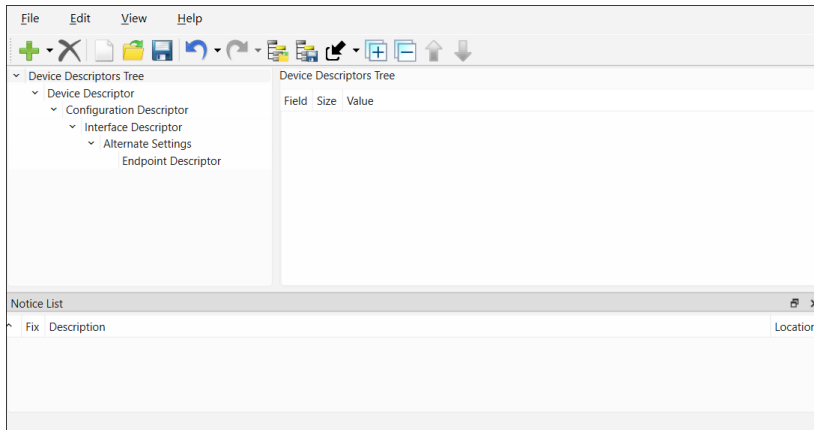 File Edit View Help
Device Descriptors Tree
Device Descriptor
Configuration Descriptor
Interface Descriptor
Alternate Settings
Endpoint Descriptor
Device Descriptors Tree
Field Size Value
Notice List
Fix Description Location